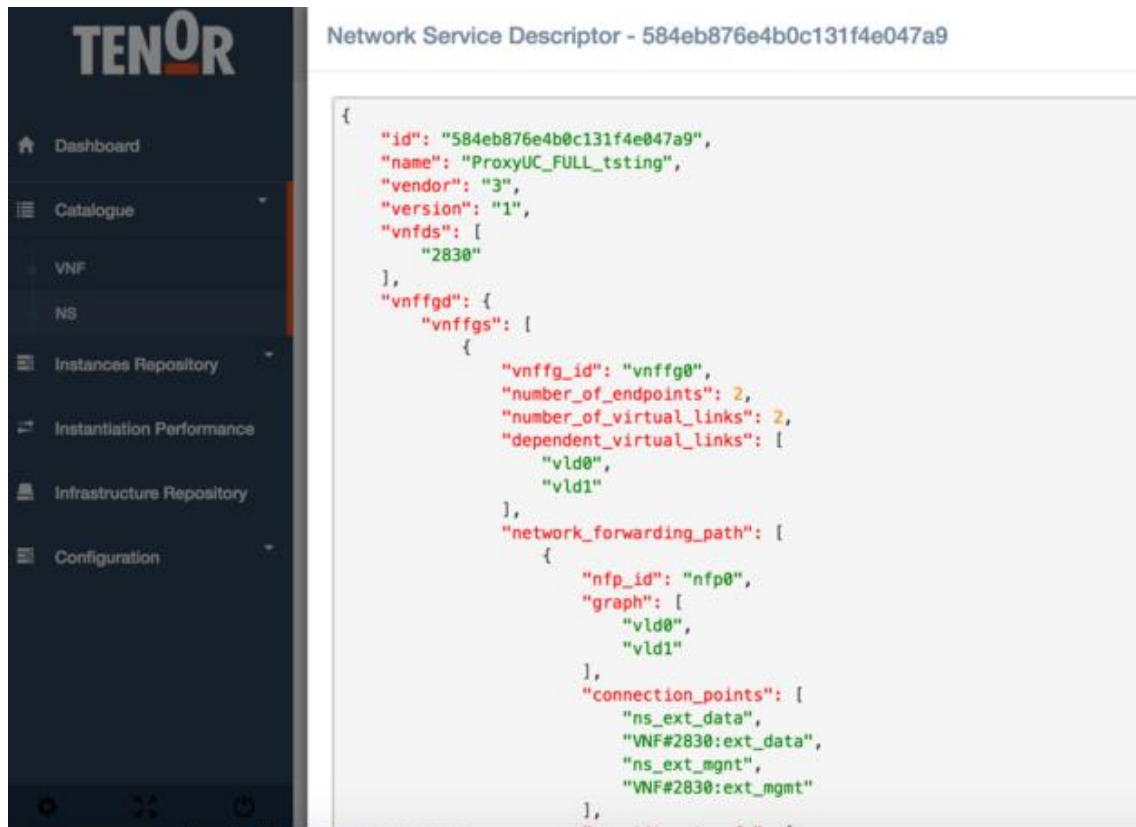 TENOR
Dashboard
Catalogue
VNF
NS
Instances Repository
Instantiation Performance
Infrastructure Repository
Configuration
Network Service Descriptor - 584eb876e4b0c131f4e047a9
{
"id": "584eb876e4b0c131f4e047a9",
"name": "ProxyUC_FULL_tsting",
"vendor": "3",
"version": "1",
"vnfds": [
"2830"
],
"vnffgd": {
"vnffgs": [
{
"vnffg_id": "vnffg0",
"number_of_endpoints": 2,
"number_of_virtual_links": 2,
"dependent_virtual_links": [
"vld0",
"vld1"
],
"network_forwarding_path": [
{
"nfp_id": "nfp0",
"graph": [
"vld0",
"vld1"
],
"connection_points": [
"ns_ext_data",
"VNF#2830:ext_data",
"ns_ext_mgnt",
"VNF#2830:ext_mgmt"
],